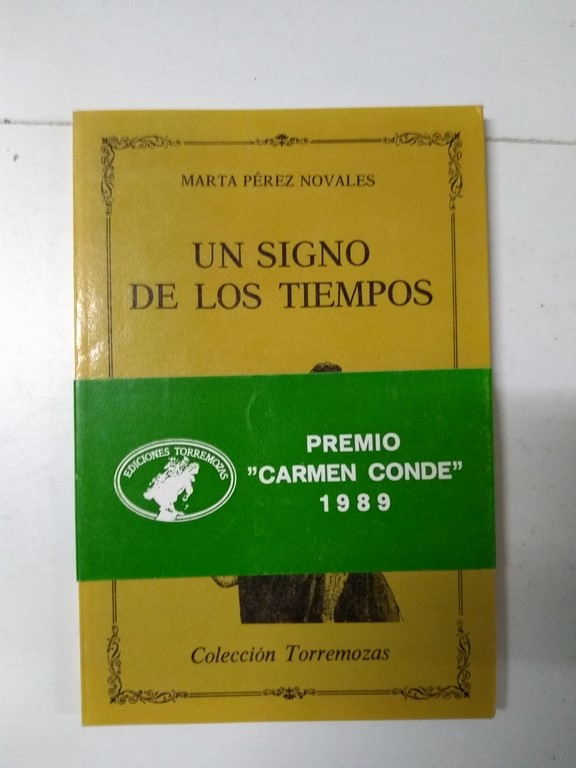 MARTA PÉREZ NOVALES
UN SIGNO
DE LOS TIEMPOS
EDICIONES TORREMOZAS
PREMIO
"CARMEN CONDE"
1989
Colección Torremozas